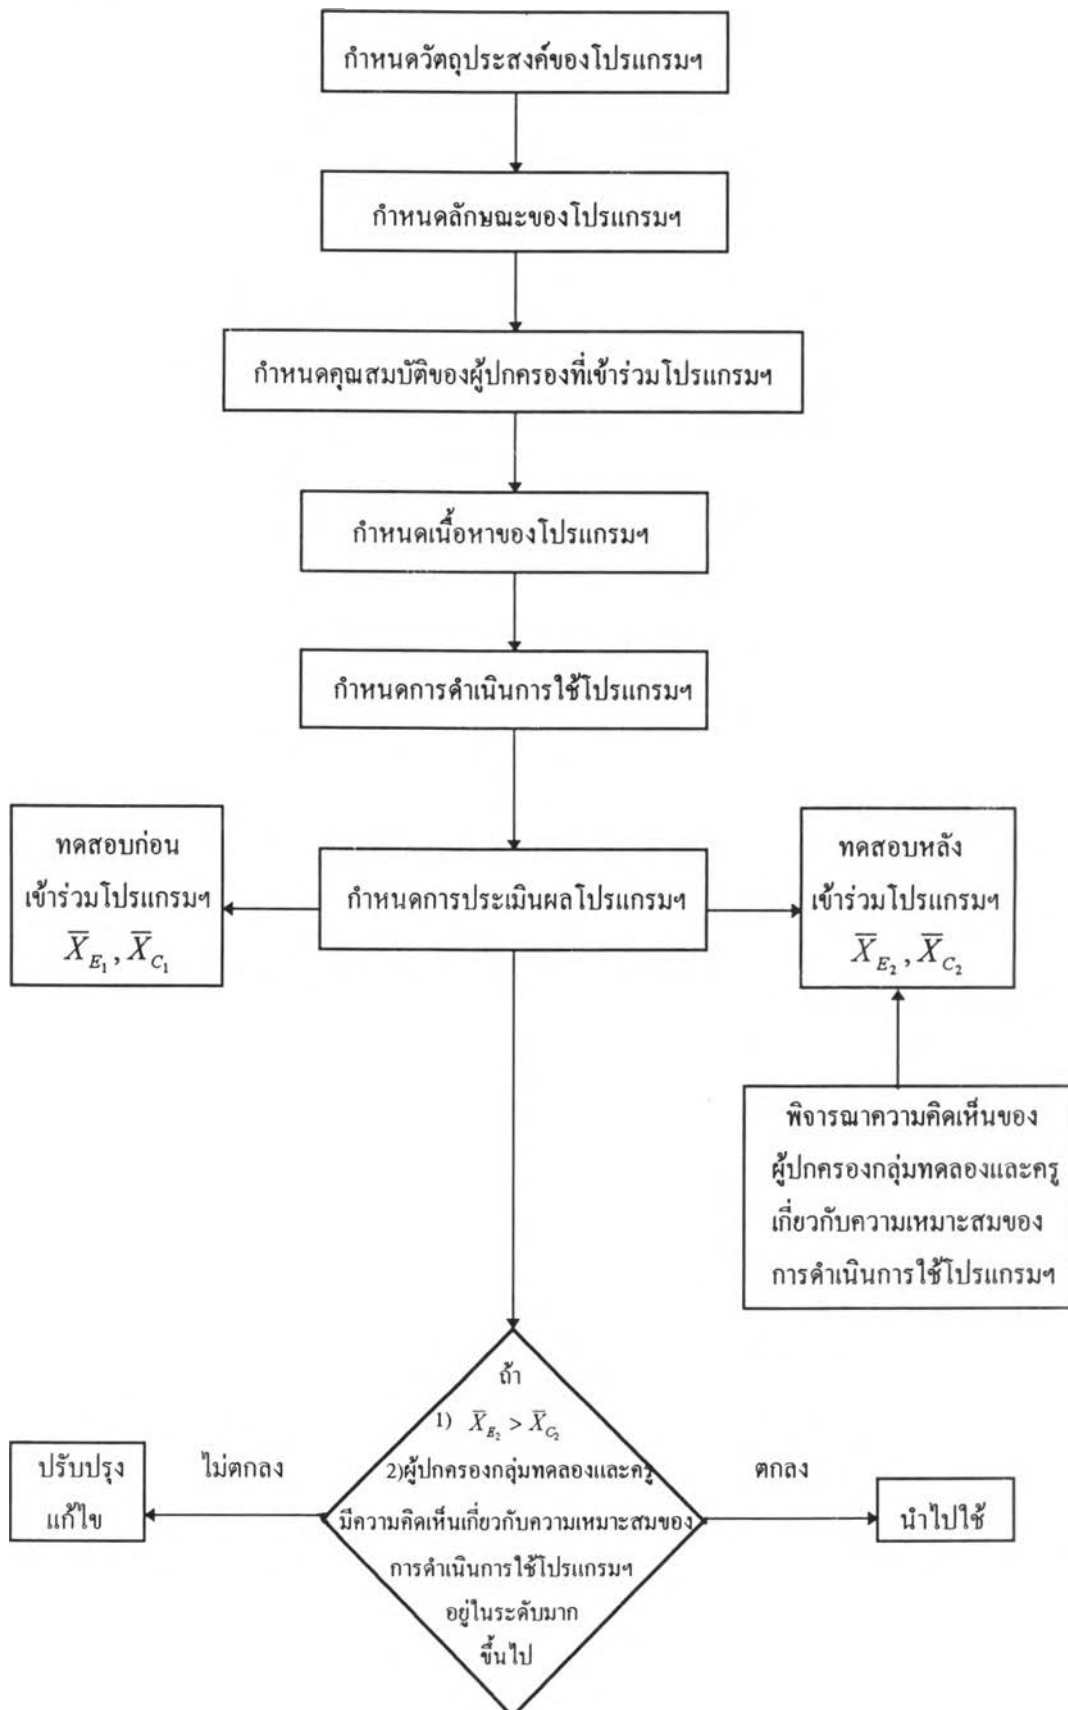 กำหนดวัตถุประสงค์ของโปรแกรมฯ
กำหนดลักษณะของโปรแกรมฯ
กำหนดคุณสมบัติของผู้ปกครองที่เข้าร่วมโปรแกรมฯ
กำหนดเนื้อหาของโปรแกรมฯ
กำหนดการดำเนินการใช้โปรแกรมฯ
ทดสอบก่อน
เข้าร่วมโปรแกรมฯ
X̅_{E_1}, X̅_{C_1}
กำหนดการประเมินผลโปรแกรมฯ
ทดสอบหลัง
เข้าร่วมโปรแกรมฯ
X̅_{E_2}, X̅_{C_2}
พิจารณาความคิดเห็นของ
ผู้ปกครองกลุ่มทดลองและครู
เกี่ยวกับความเหมาะสมของ
การดำเนินการใช้โปรแกรมฯ
ถ้า
1) X̅_{E_2} > X̅_{C_2}
2)ผู้ปกครองกลุ่มทดลองและครู
มีความคิดเห็นเกี่ยวกับความเหมาะสมของ
การดำเนินการใช้โปรแกรมฯ
อยู่ในระดับมาก
ขึ้นไป
ไม่ตกลง
ปรับปรุง
แก้ไข
ตกลง
นำไปใช้